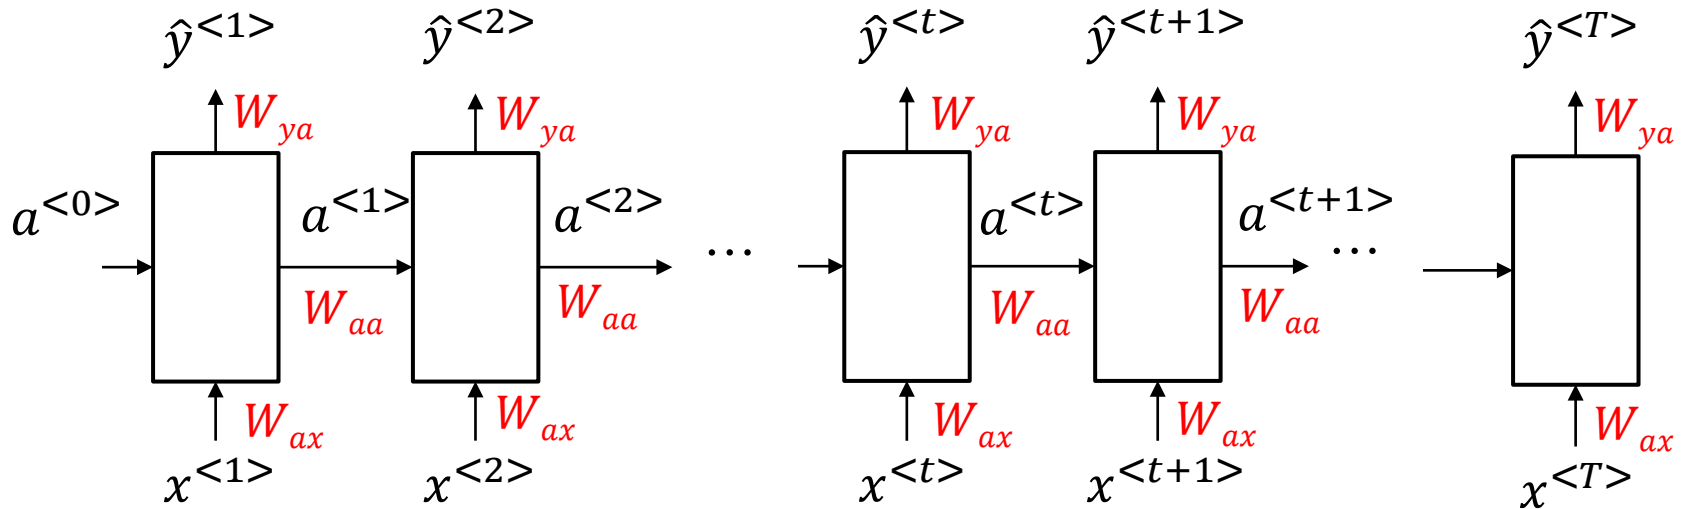 ŷ<1> ŷ<2> ŷ<t> ŷ<t+1> ŷ<T>
W_ya W_ya W_ya W_ya W_ya
a<0> a<1> a<2> ... a<t> a<t+1> ...
W_aa W_aa W_aa W_aa
W_ax W_ax W_ax W_ax W_ax
x<1> x<2> x<t> x<t+1> x<T>